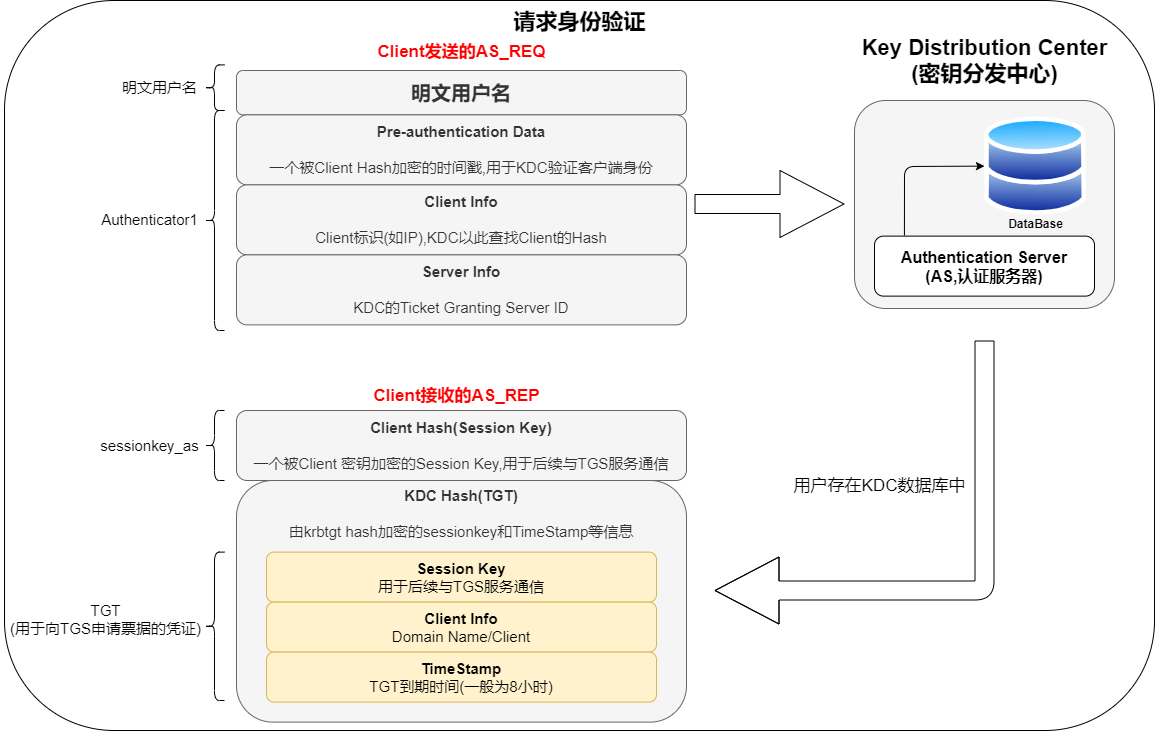 请求身份验证
Client发送的AS_REQ
明文用户名
明文用户名
Authenticator1
Pre-authentication Data
一个被Client Hash加密的时间戳,用于KDC验证客户端身份
Client Info
Client标识(如IP),KDC以此查找Client的Hash
Server Info
KDC的Ticket Granting Server ID
Key Distribution Center
(密钥分发中心)
DataBase
Authentication Server
(AS,认证服务器)
用户存在KDC数据库中
Client接收的AS_REP
sessionkey_as
Client Hash(Session Key)
一个被Client 密钥加密的Session Key,用于后续与TGS服务通信
KDC Hash(TGT)
由krbtgt hash加密的sessionkey和TimeStamp等信息
TGT
(用于向TGS申请票据的凭证)
Session Key
用于后续与TGS服务通信
Client Info
Domain Name/Client
TimeStamp
TGT到期时间(一般为8小时)